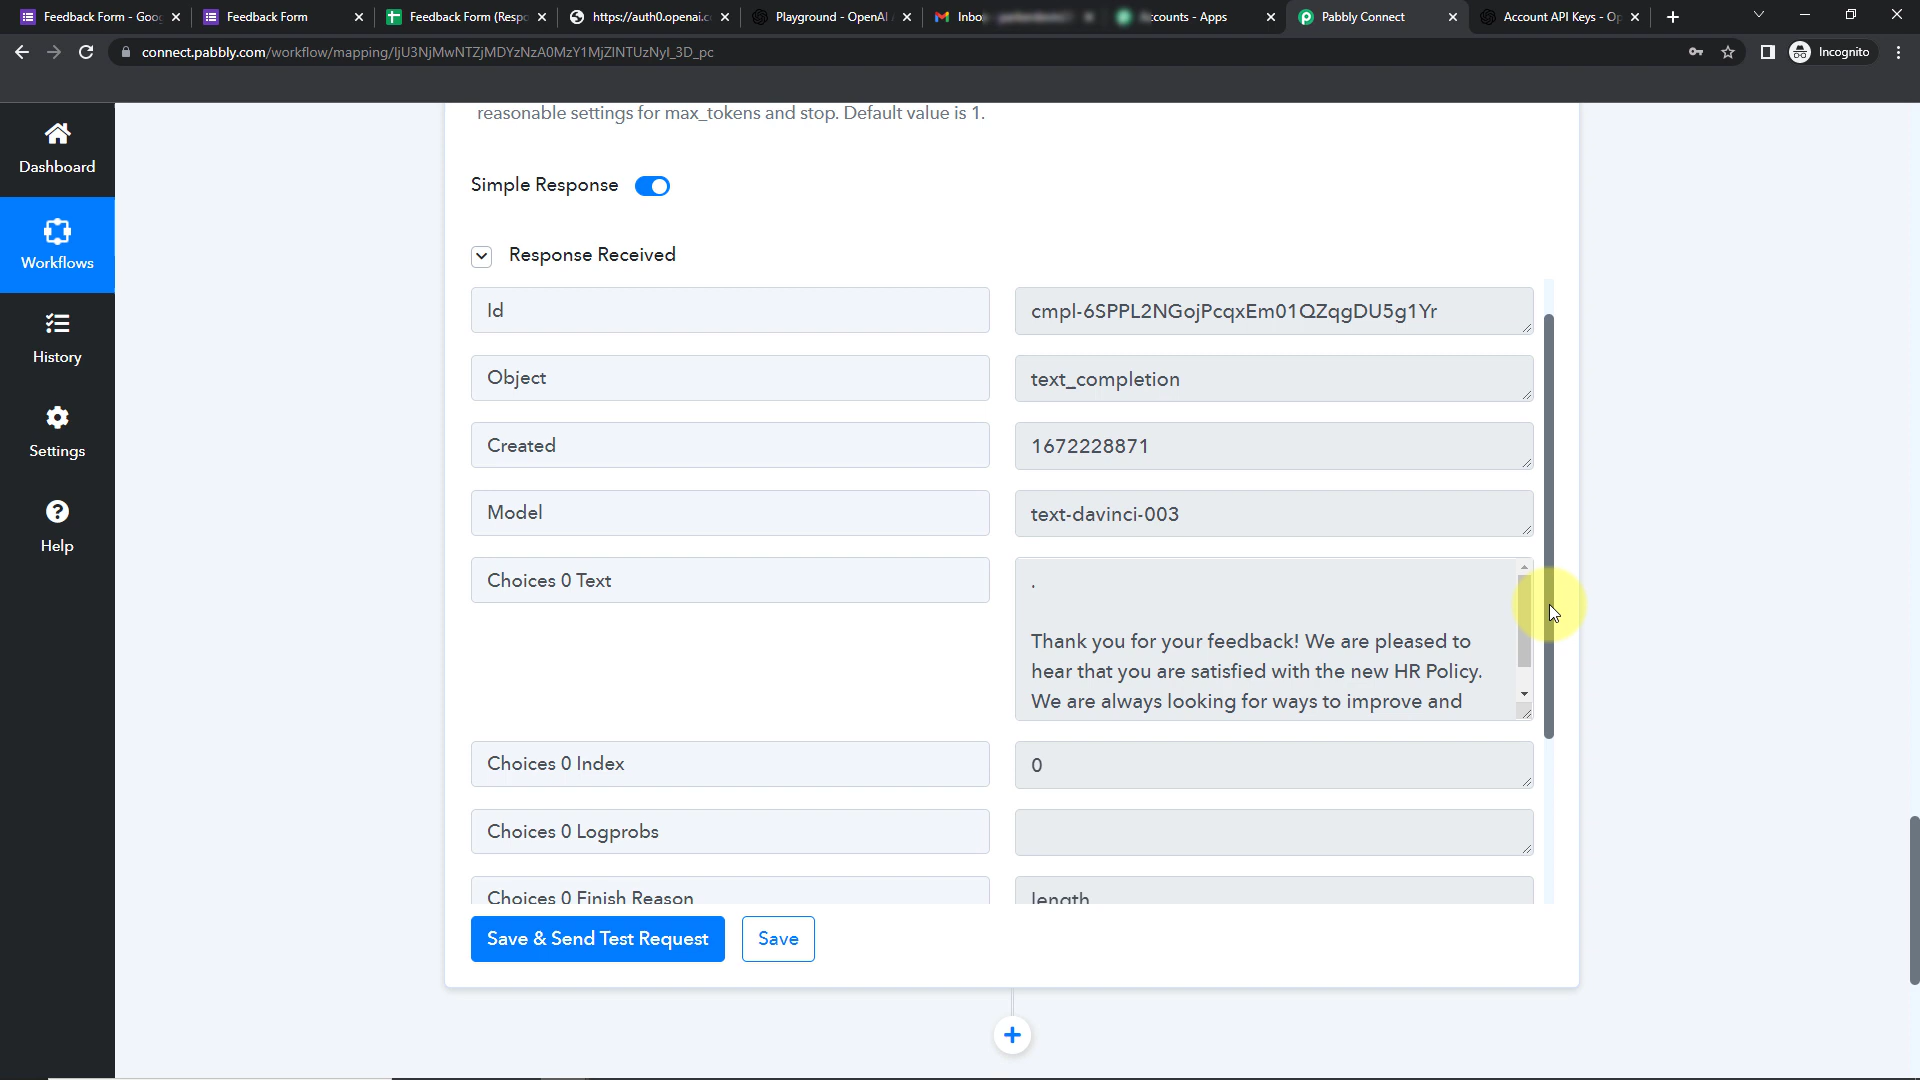 Feedback Form - Goo
Feedback Form
Feedback Form (Resp
https://auth0.openai.c
Playground - OpenAI
Inbo
counts - Apps
Pabbly Connect
Account API Keys - Op
connect.pabbly.com/workflow/mapping/IjU3NjMwNTZjMDYzNzA0MzY1MjZlNTUzNyI_3D_pc
Incognito
Dashboard
Workflows
History
Settings
Help
reasonable settings for max_tokens and stop. Default value is 1.
Simple Response
Response Received
Id
cmpl-6SPPL2NGojPcqxEm01QZqgDU5g1Yr
Object
text_completion
Created
1672228871
Model
text-davinci-003
Choices 0 Text
.
Thank you for your feedback! We are pleased to
hear that you are satisfied with the new HR Policy.
We are always looking for ways to improve and
Choices 0 Index
0
Choices 0 Logprobs
Choices 0 Finish Reason
length
Save & Send Test Request
Save